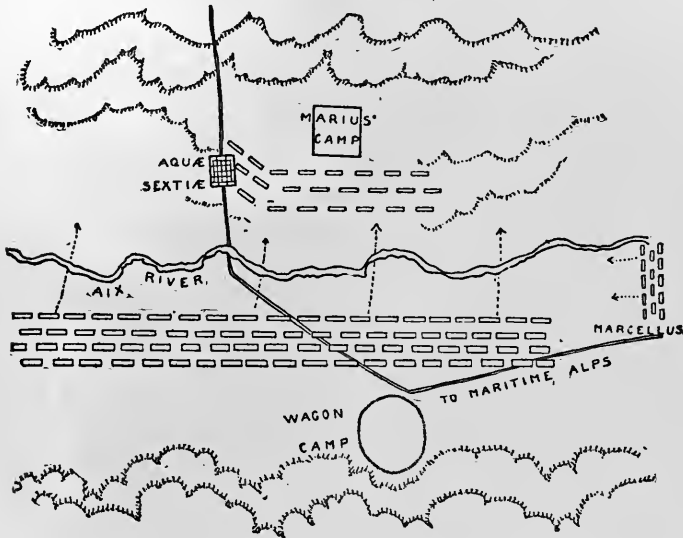 MARIUS'
CAMP
AQUÆ
SEXTIÆ
AIX RIVER.
MARCELLUS
TO MARITIME ALPS
WAGON
CAMP